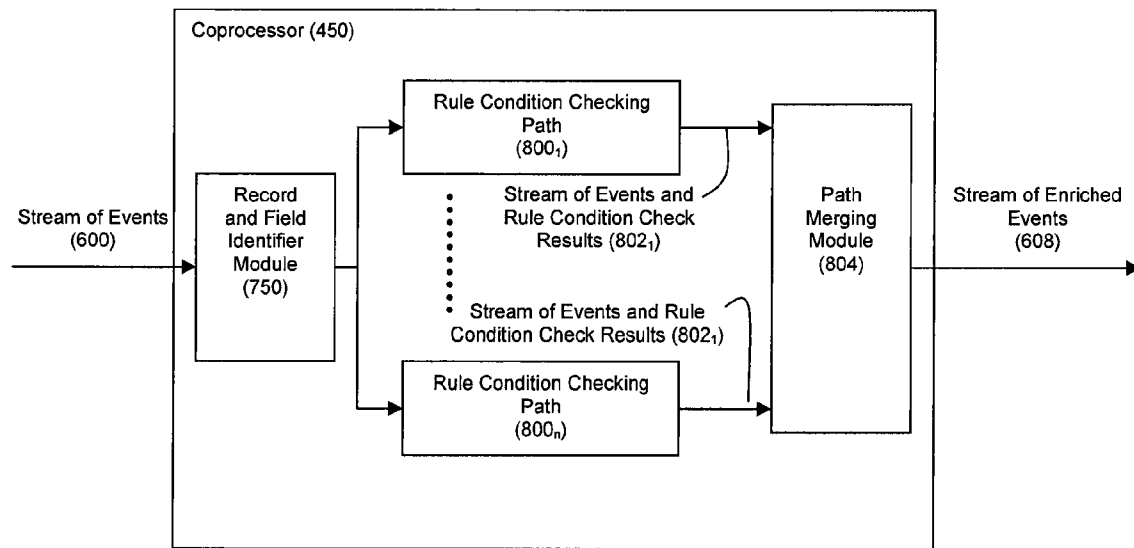 Coprocessor (450)
Rule Condition Checking
Path
(800₁)
Stream of Events
(600)
Record
and Field
Identifier
Module
(750)
Stream of Events and
Rule Condition Check
Results (802₁)
Path
Merging
Module
(804)
Stream of Enriched
Events
(608)
Stream of Events and Rule
Condition Check Results (802₁)
Rule Condition Checking
Path
(800ₙ)